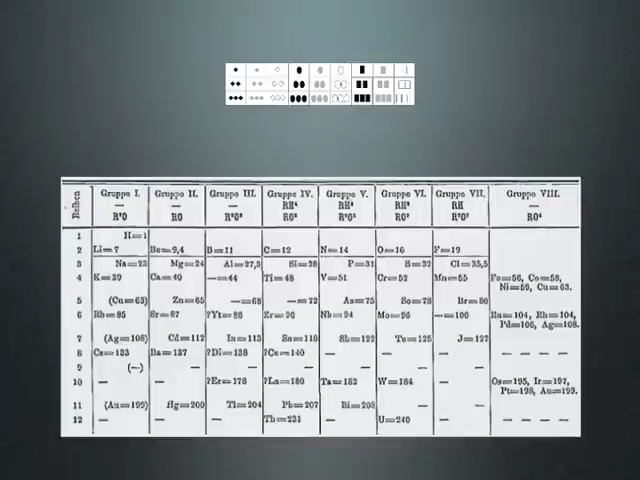 Reihen Gruppe I. Gruppe II. Gruppe III. Gruppe IV. Gruppe V. Gruppe VI. Gruppe VII. Gruppe VIII.
— — — RH⁴ RH³ RH² RH —
R²O RO R²O³ RO² R²O⁵ RO³ R²O⁷ RO⁴
1 H=1
2 Li=7 Be=9,4 B=11 C=12 N=14 O=16 F=19
3 Na=23 Mg=24 Al=27,3 Si=28 P=31 S=32 Cl=35,5
4 K=39 Ca=40 —=44 Ti=48 V=51 Cr=52 Mn=55 Fe=56, Co=59,
Ni=59, Cu=63.
5 (Cu=63) Zn=65 —=68 —=72 As=75 Se=78 Br=80
6 Rb=85 Sr=87 ?Yt=88 Zr=90 Nb=94 Mo=96 —=100 Ru=104, Rh=104,
Pd=106, Ag=108.
7 (Ag=108) Cd=112 In=113 Sn=118 Sb=122 Te=125 J=127
8 Cs=133 Ba=137 ?Di=138 ?Ce=140 — — — — — — —
9 (—) — — — — — —
10 — — ?Er=178 ?La=180 Ta=182 W=184 — Os=195, Ir=197,
Pt=198, Au=199.
11 (Au=199) Hg=200 Tl=204 Pb=207 Bi=208 — —
12 — — — Th=231 — U=240 — — — — —